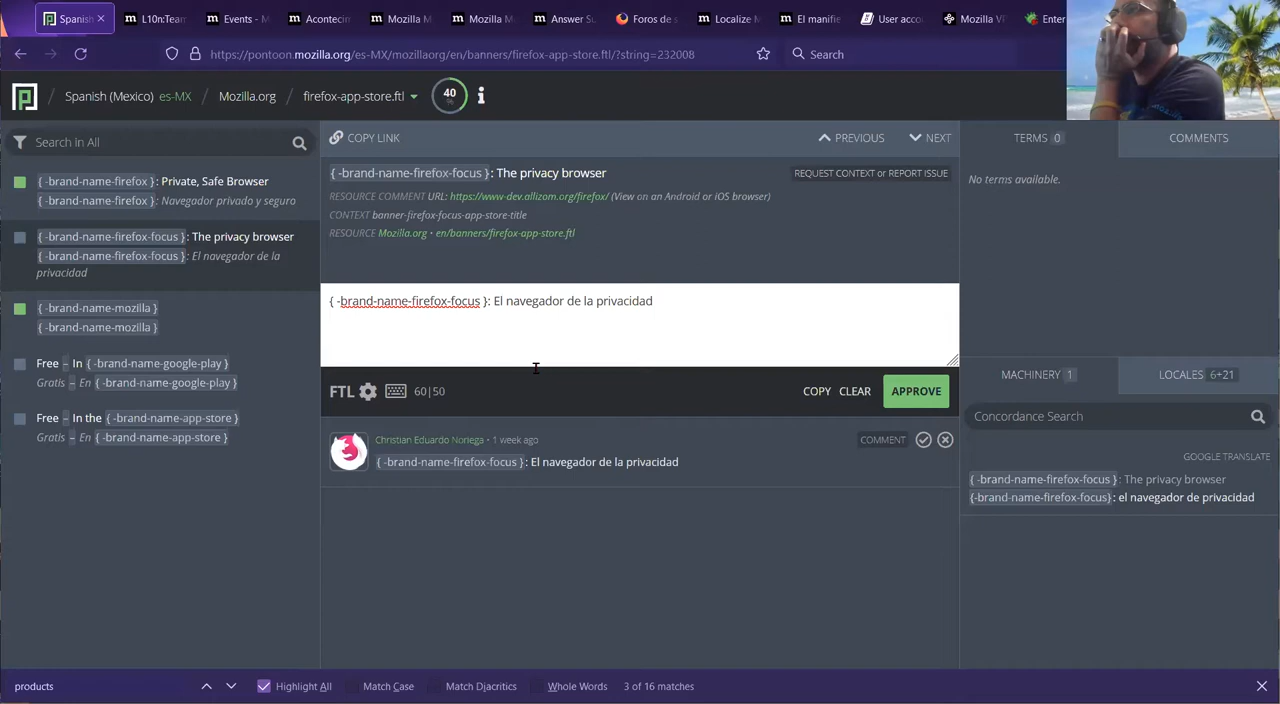 Spanish
L10n:Team
Events - M
Acontecin
Mozilla M
Mozilla M
Answer Su
Foros de s
Localize M
El manifie
User acco
Mozilla Vi
Enter
https://pontoon.mozilla.org/es-MX/mozillaorg/en/banners/firefox-app-store.ftl/?string=232008
Search
/ Spanish (Mexico) es-MX / Mozilla.org / firefox-app-store.ftl
40
%
Search in All
{ -brand-name-firefox }: Private, Safe Browser
{ -brand-name-firefox }: Navegador privado y seguro
{ -brand-name-firefox-focus }: The privacy browser
{ -brand-name-firefox-focus }: El navegador de la
privacidad
{ -brand-name-mozilla }
{ -brand-name-mozilla }
Free – In { -brand-name-google-play }
Gratis – En { -brand-name-google-play }
Free – In the { -brand-name-app-store }
Gratis – En { -brand-name-app-store }
COPY LINK
PREVIOUS
NEXT
{ -brand-name-firefox-focus }: The privacy browser
REQUEST CONTEXT or REPORT ISSUE
RESOURCE COMMENT URL: https://www-dev.allizom.org/firefox/ (View on an Android or iOS browser)
CONTEXT banner-firefox-focus-app-store-title
RESOURCE Mozilla.org • en/banners/firefox-app-store.ftl
{ -brand-name-firefox-focus }: El navegador de la privacidad
FTL
60|50
COPY
CLEAR
APPROVE
Christian Eduardo Noriega • 1 week ago
COMMENT
{ -brand-name-firefox-focus }: El navegador de la privacidad
TERMS 0
COMMENTS
No terms available.
MACHINERY 1
LOCALES 6+21
Concordance Search
GOOGLE TRANSLATE
{ -brand-name-firefox-focus }: The privacy browser
{-brand-name-firefox-focus}: el navegador de privacidad
products
Highlight All
Match Case
Match Diacritics
Whole Words
3 of 16 matches